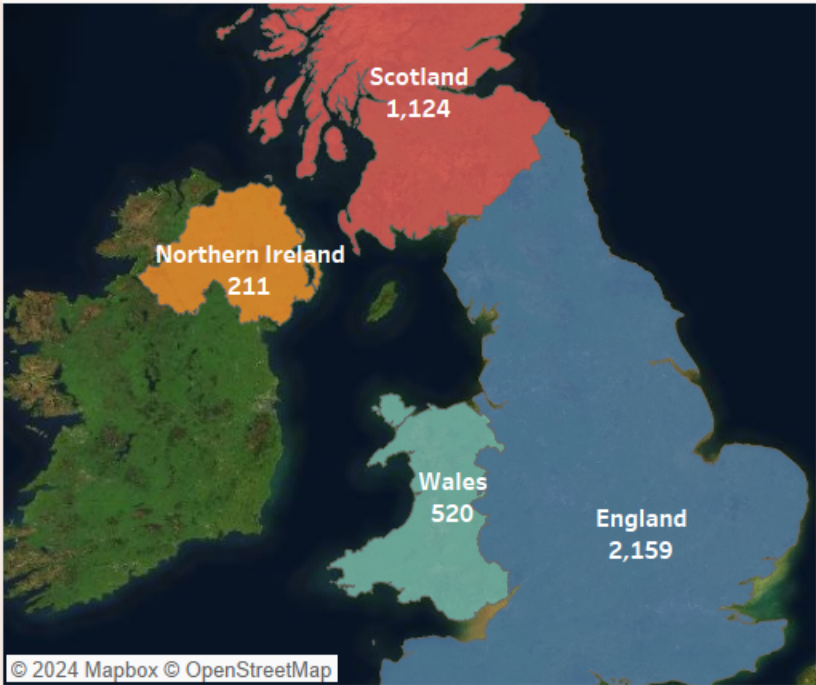 Scotland
1,124
Northern Ireland
211
Wales
520
England
2,159
© 2024 Mapbox © OpenStreetMap